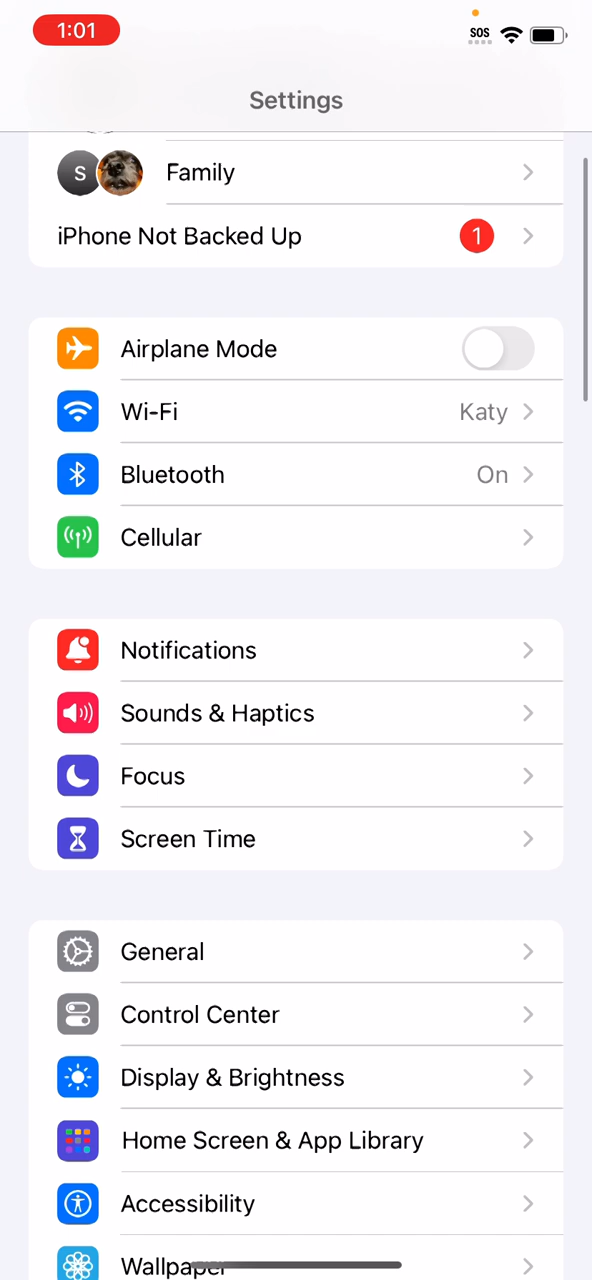 1:01
SOS
Settings
S
Family
iPhone Not Backed Up 1
Airplane Mode
Wi-Fi Katy
Bluetooth On
Cellular
Notifications
Sounds & Haptics
Focus
Screen Time
General
Control Center
Display & Brightness
Home Screen & App Library
Accessibility
Wallpaper